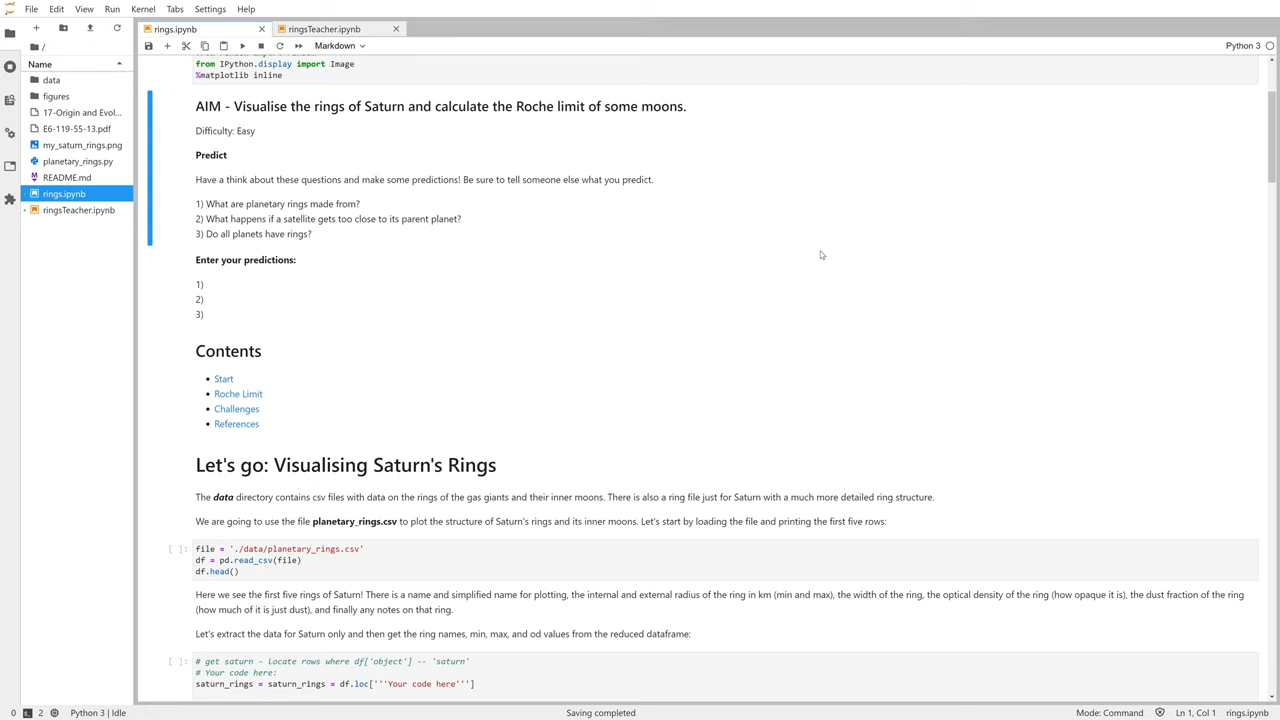 File Edit View Run Kernel Tabs Settings Help
rings.ipynb
ringsTeacher.ipynb
Markdown
Python 3
/
Name
data
figures
17-Origin and Evol...
E6-119-55-13.pdf
my_saturn_rings.png
planetary_rings.py
README.md
rings.ipynb
ringsTeacher.ipynb
from IPython.display import Image
%matplotlib inline
AIM - Visualise the rings of Saturn and calculate the Roche limit of some moons.
Difficulty: Easy
Predict
Have a think about these questions and make some predictions! Be sure to tell someone else what you predict.
1) What are planetary rings made from?
2) What happens if a satellite gets too close to its parent planet?
3) Do all planets have rings?
Enter your predictions:
1)
2)
3)
Contents
Start
Roche Limit
Challenges
References
Let's go: Visualising Saturn's Rings
The data directory contains csv files with data on the rings of the gas giants and their inner moons. There is also a ring file just for Saturn with a much more detailed ring structure.
We are going to use the file planetary_rings.csv to plot the structure of Saturn's rings and its inner moons. Let's start by loading the file and printing the first five rows:
[ ]: file = './data/planetary_rings.csv'
df = pd.read_csv(file)
df.head()
Here we see the first five rings of Saturn! There is a name and simplified name for plotting, the internal and external radius of the ring in km (min and max), the width of the ring, the optical density of the ring (how opaque it is), the dust fraction of the ring
(how much of it is just dust), and finally any notes on that ring.
Let's extract the data for Saturn only and then get the ring names, min, max, and od values from the reduced dataframe:
[ ]: # get saturn - locate rows where df['object'] -- 'saturn'
# Your code here:
saturn_rings = saturn_rings = df.loc['''Your code here''']
0 2 Python 3 | Idle
Saving completed
Mode: Command
Ln 1, Col 1 rings.ipynb